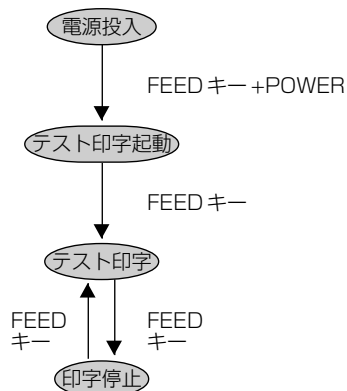 電源投入
FEED キー +POWER
テスト印字起動
FEED キー
テスト印字
FEED
キー
FEED
キー
印字停止